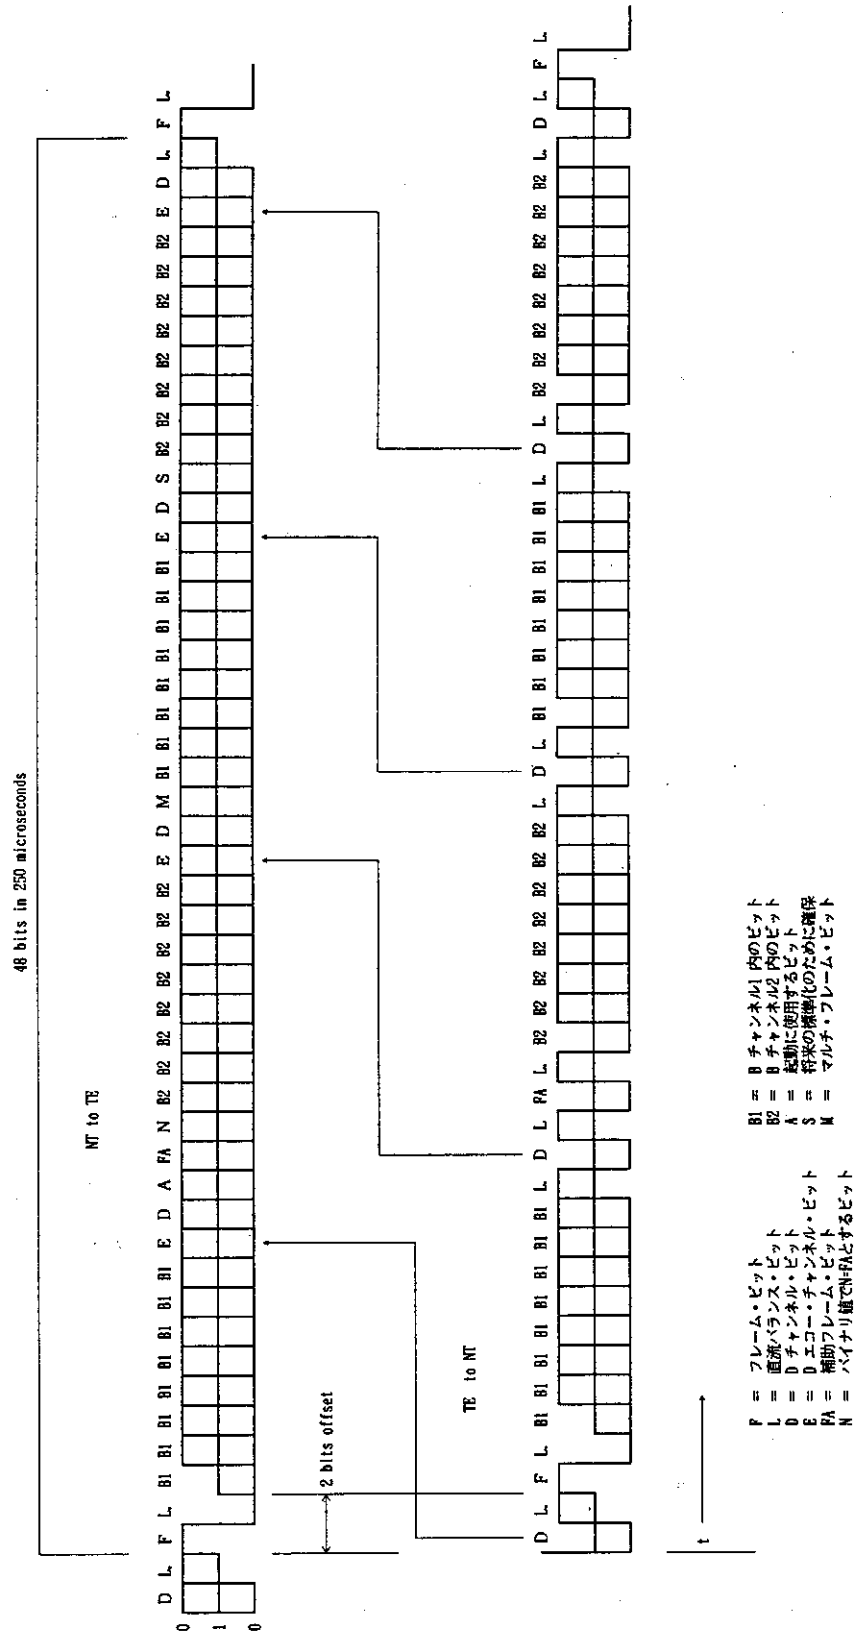 48 bits in 250 microseconds
NT to TE
D L F L B1 B1 B1 B1 B1 B1 B1 B1 E D A FA N B2 B2 B2 B2 B2 B2 B2 B2 E D M B1 B1 B1 B1 B1 B1 B1 B1 E D S B2 B2 B2 B2 B2 B2 B2 B2 E D L F L
0
1
0
2 bits offset
TE to NT
D L F L B1 B1 B1 B1 B1 B1 B1 B1 L D L FA L B2 B2 B2 B2 B2 B2 B2 B2 L D L B1 B1 B1 B1 B1 B1 B1 B1 L D L B2 B2 B2 B2 B2 B2 B2 B2 L D L F L
t
F = フレーム・ビット
L = 直流バランス・ビット
D = D チャンネル・ビット
E = D エコー・チャンネル・ビット
FA = 補助フレーム・ビット
N = バイナリ値でN=FAとするビット
B1 = B チャンネル1 内のビット
B2 = B チャンネル2 内のビット
A = 起動に使用するビット
S = 将来の標準化のために確保
M = マルチ・フレーム・ビット